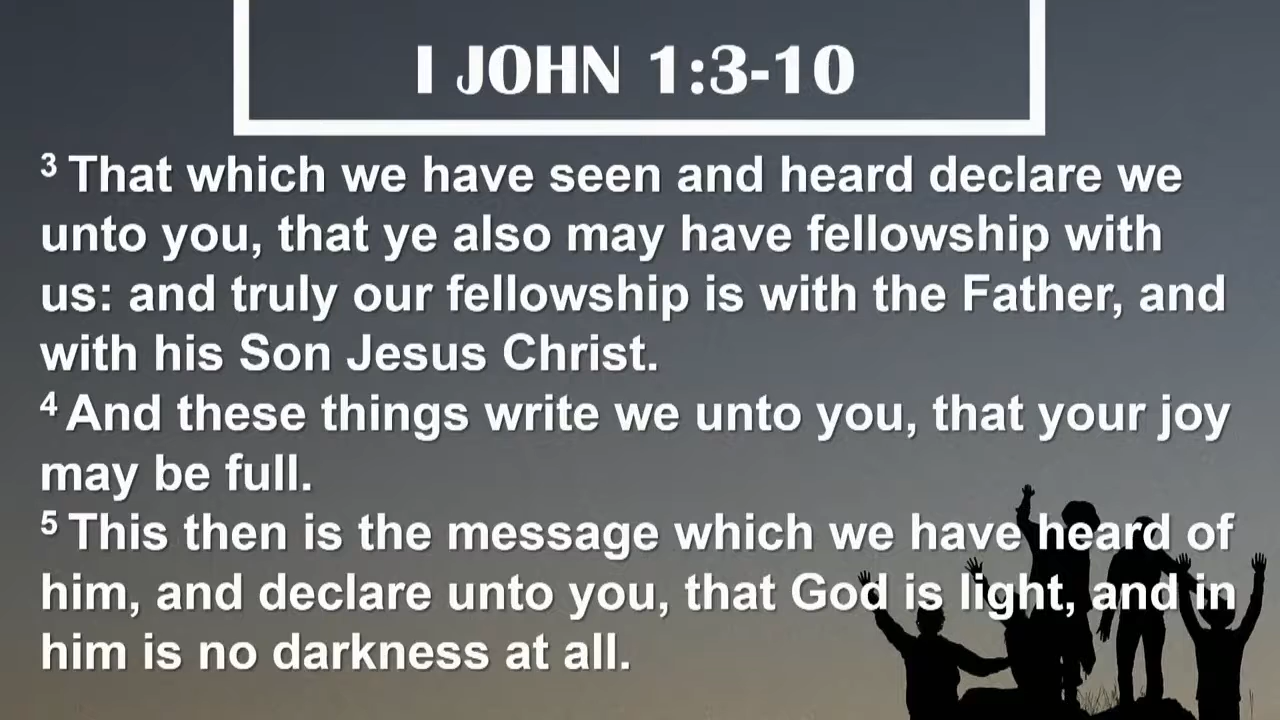 I JOHN 1:3-10
3 That which we have seen and heard declare we
unto you, that ye also may have fellowship with
us: and truly our fellowship is with the Father, and
with his Son Jesus Christ.
4 And these things write we unto you, that your joy
may be full.
5 This then is the message which we have heard of
him, and declare unto you, that God is light, and in
him is no darkness at all.